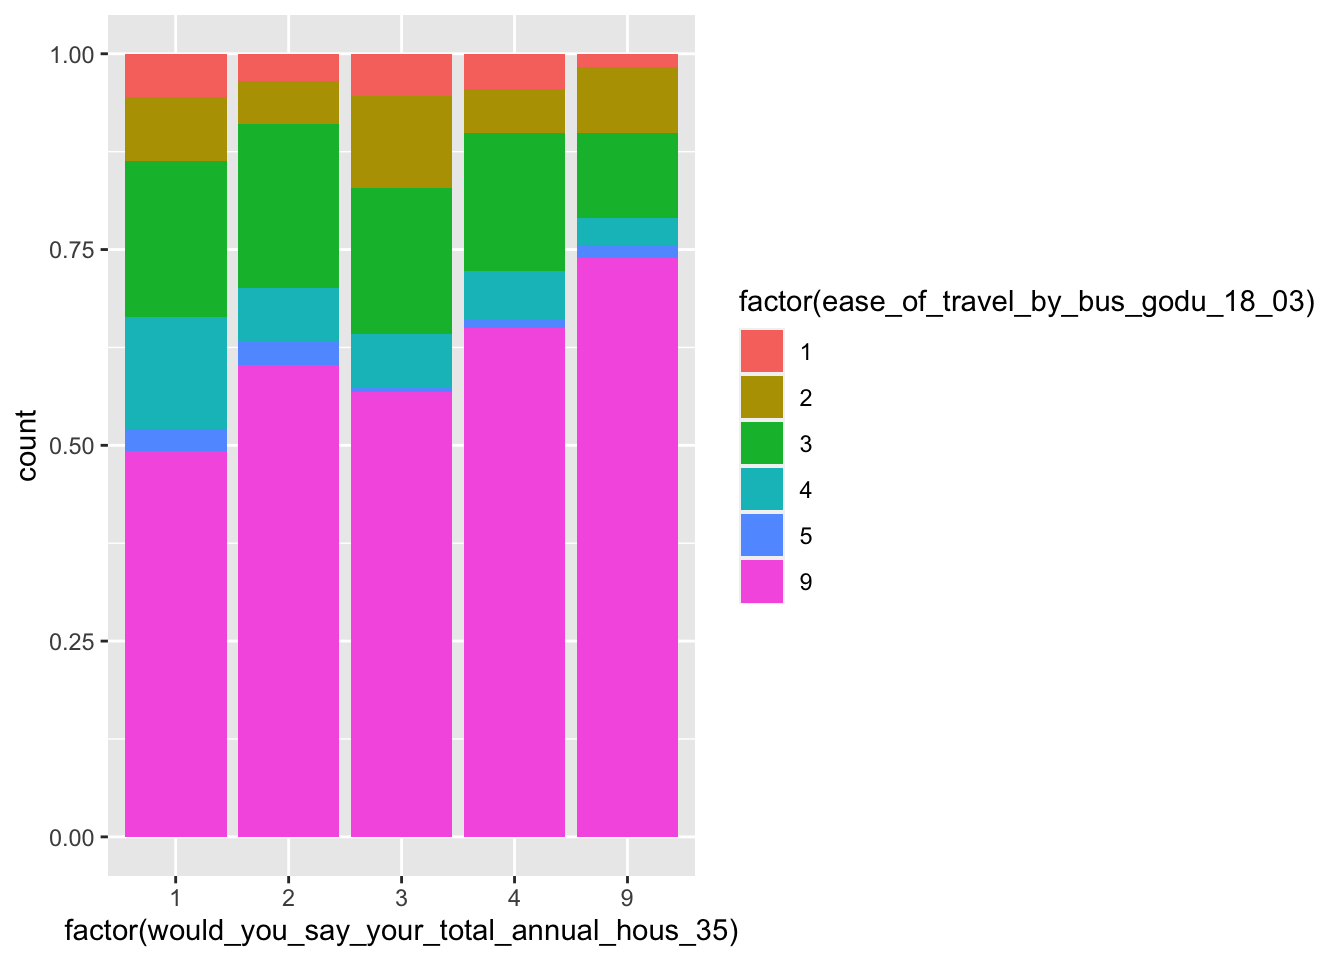 1.00
0.75
0.50
0.25
0.00
count
1 2 3 4 9
factor(would_you_say_your_total_annual_hous_35)
factor(ease_of_travel_by_bus_godu_18_03)
1
2
3
4
5
9